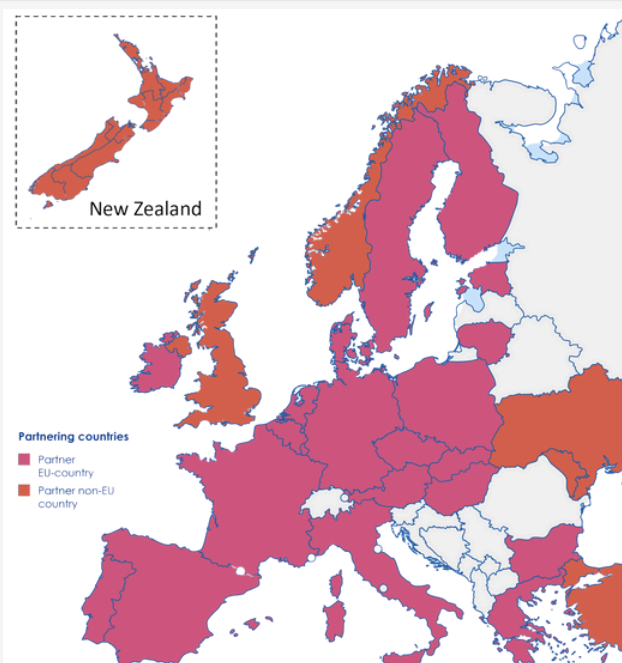 New Zealand
Partnering countries
Partner
EU-country
Partner non-EU
country